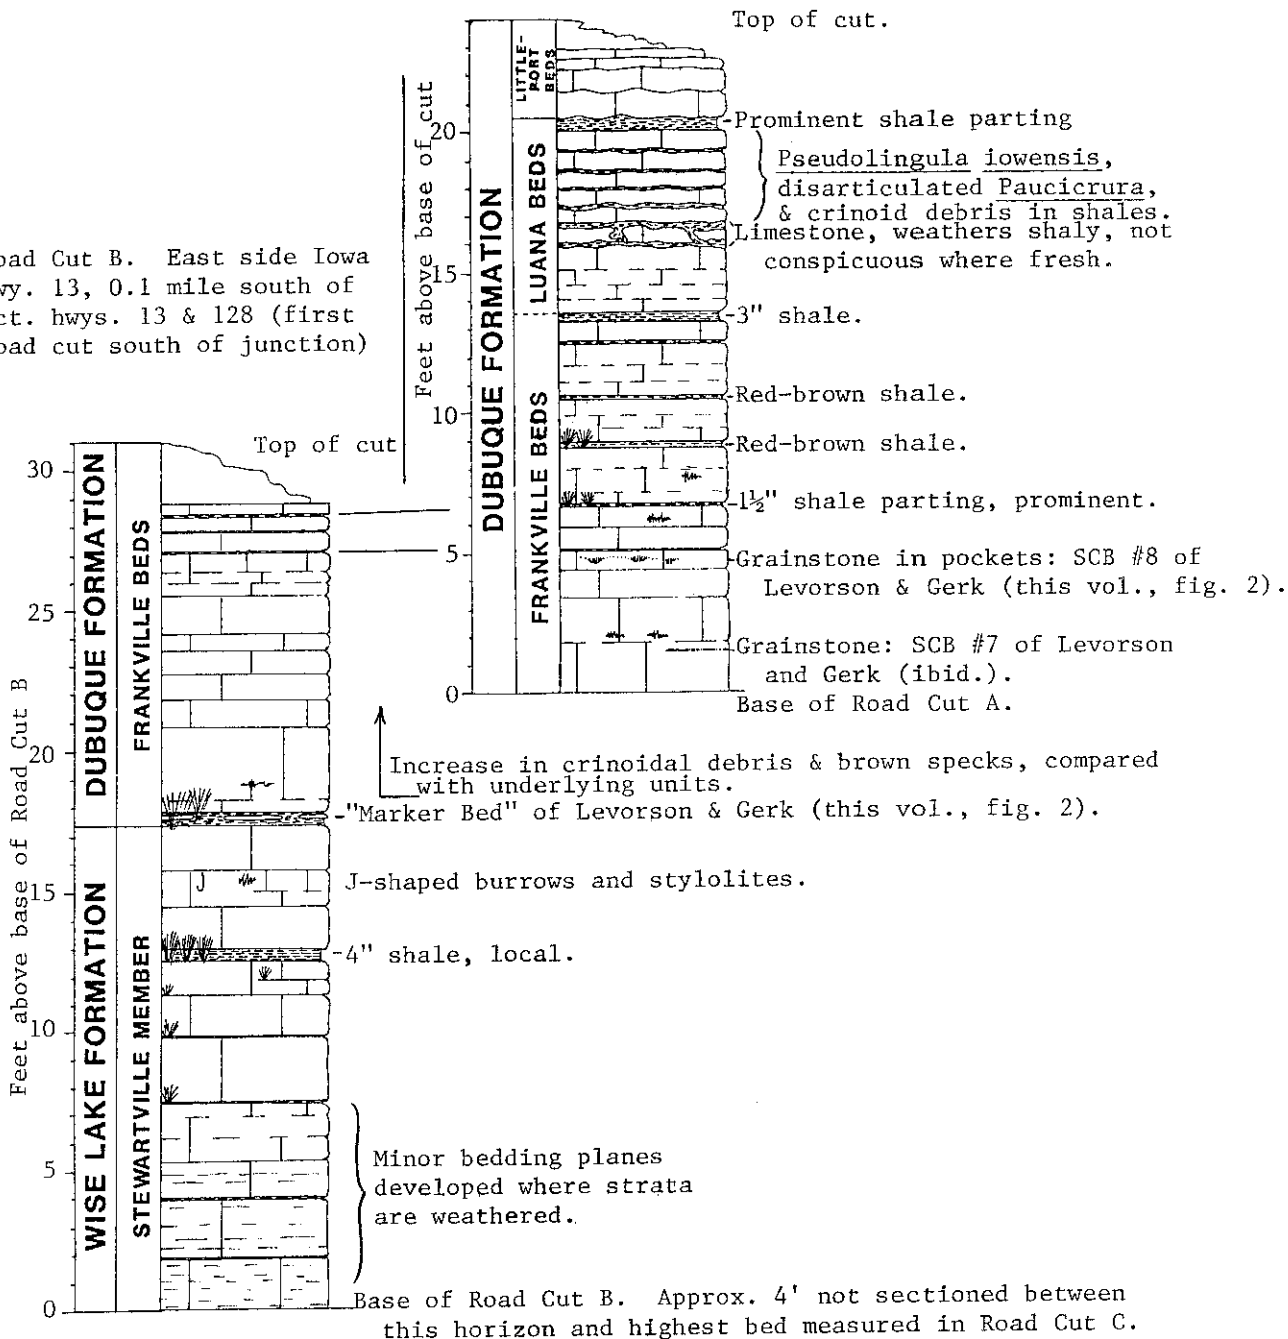 Top of cut.
LITTLE-
PORT
BEDS
LUANA BEDS
FRANKVILLE BEDS
DUBUQUE FORMATION
Feet above base of cut
20
15
10
5
0
Prominent shale parting
Pseudolingula iowensis,
disarticulated Paucicrura,
& crinoid debris in shales.
Limestone, weathers shaly, not
conspicuous where fresh.
3" shale.
Red-brown shale.
Red-brown shale.
1½" shale parting, prominent.
Grainstone in pockets: SCB #8 of
Levorson & Gerk (this vol., fig. 2).
Grainstone: SCB #7 of Levorson
and Gerk (ibid.).
Base of Road Cut A.
oad Cut B. East side Iowa
wy. 13, 0.1 mile south of
ct. hwys. 13 & 128 (first
oad cut south of junction)
Top of cut
30
25
20
15
10
5
0
Feet above base of Road Cut B
DUBUQUE FORMATION
FRANKVILLE BEDS
WISE LAKE FORMATION
STEWARTVILLE MEMBER
Increase in crinoidal debris & brown specks, compared
with underlying units.
"Marker Bed" of Levorson & Gerk (this vol., fig. 2).
J
J-shaped burrows and stylolites.
4" shale, local.
Minor bedding planes
developed where strata
are weathered.
Base of Road Cut B. Approx. 4' not sectioned between
this horizon and highest bed measured in Road Cut C.